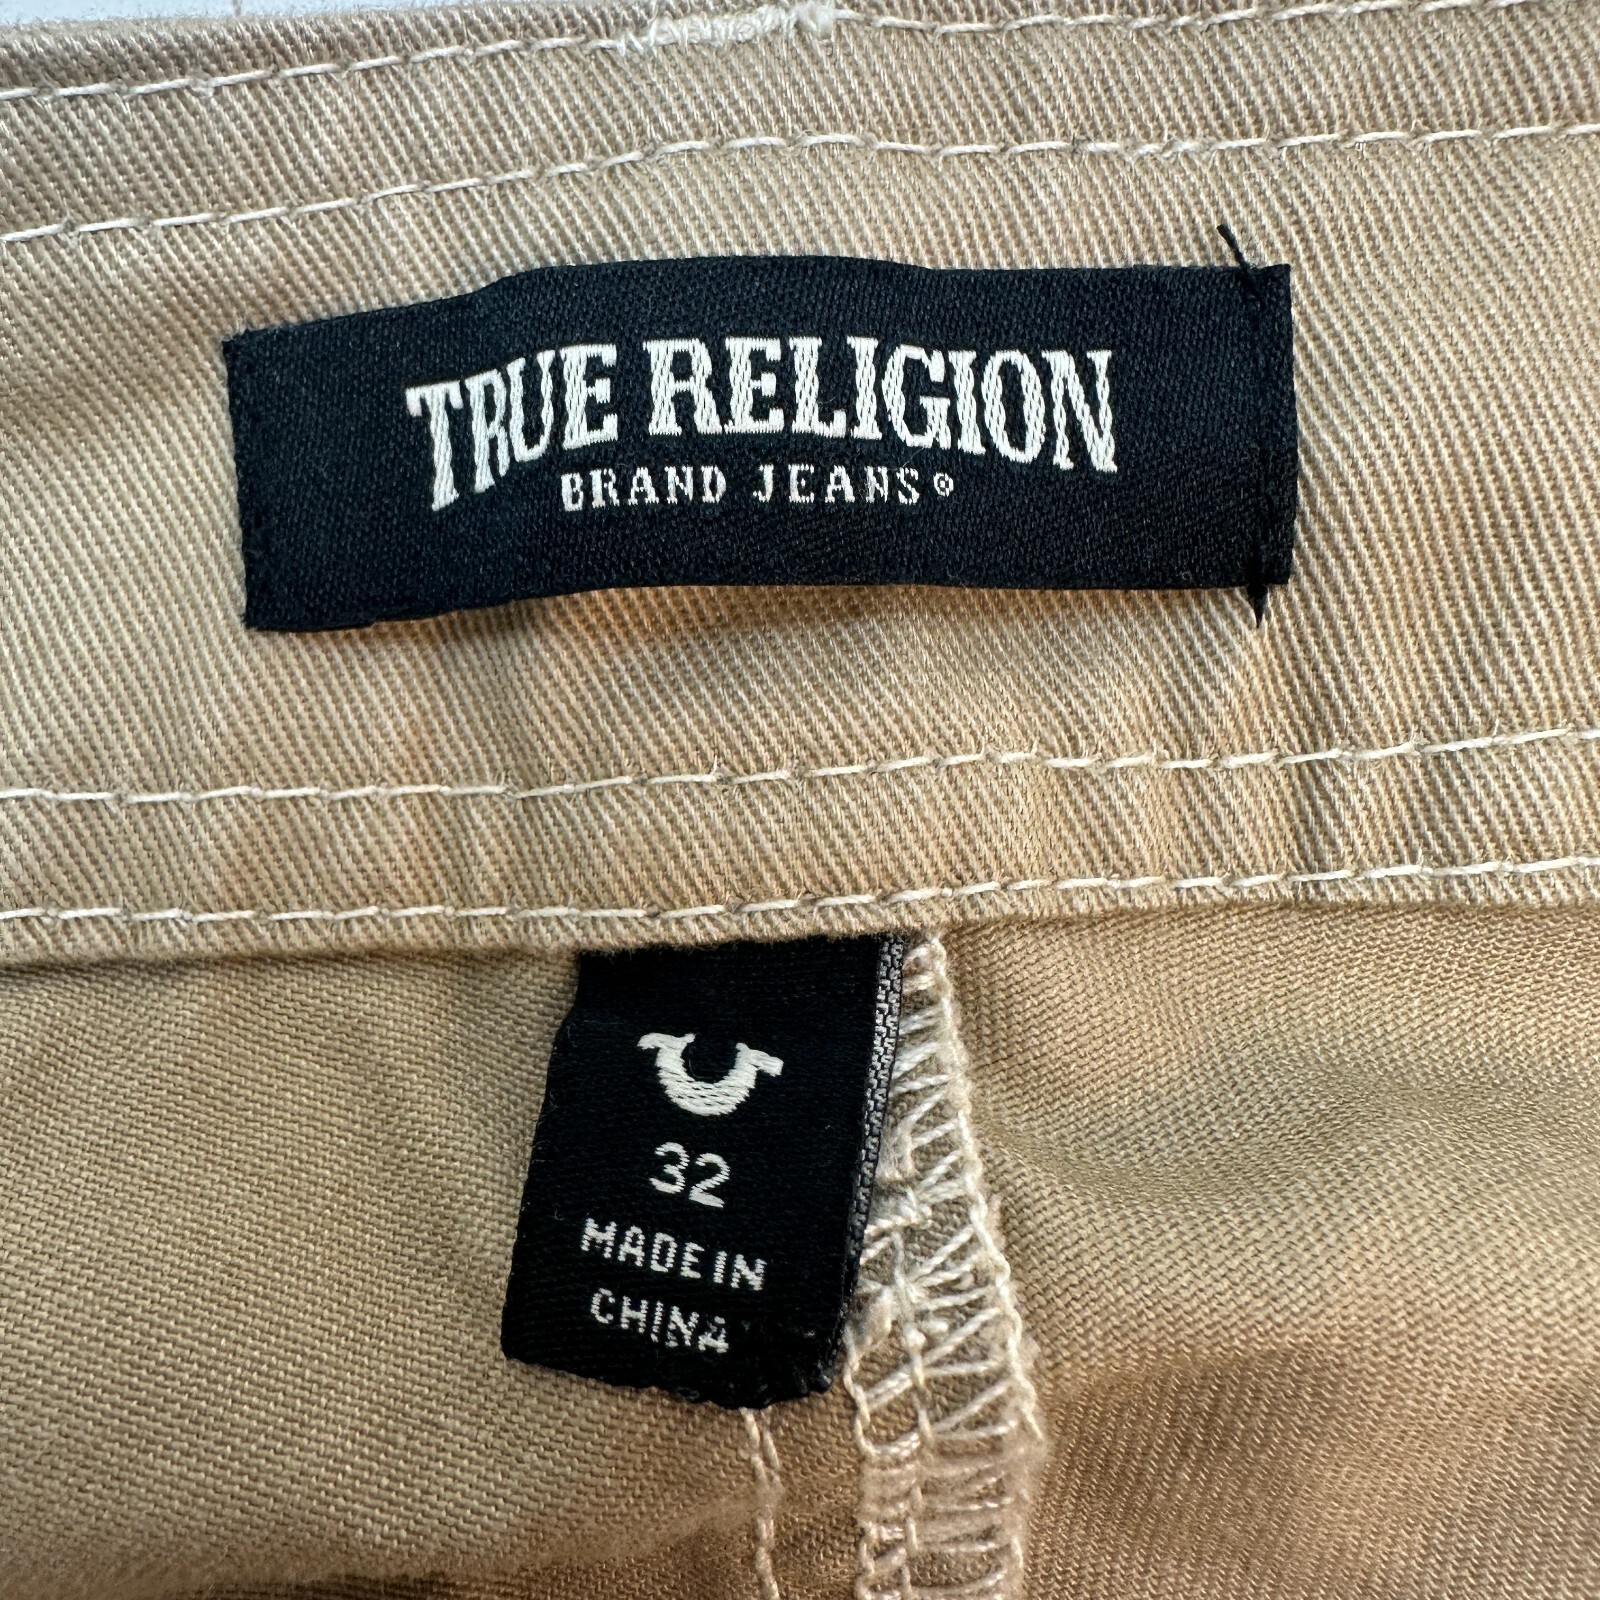 TRUE RELIGION
BRAND JEANS®
32
MADE IN
CHINA